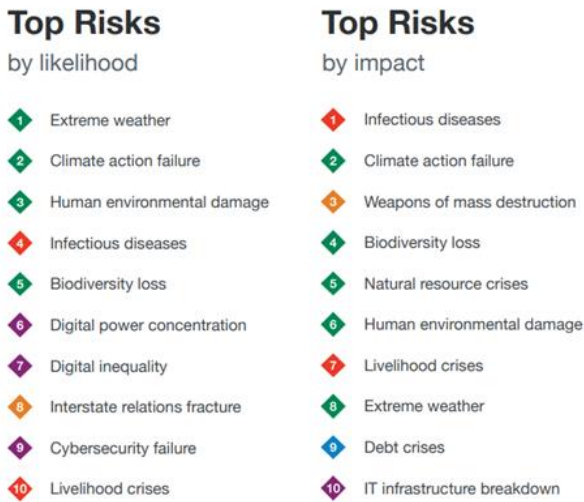 Top Risks
by likelihood
1 Extreme weather
2 Climate action failure
3 Human environmental damage
4 Infectious diseases
5 Biodiversity loss
6 Digital power concentration
7 Digital inequality
8 Interstate relations fracture
9 Cybersecurity failure
10 Livelihood crises
Top Risks
by impact
1 Infectious diseases
2 Climate action failure
3 Weapons of mass destruction
4 Biodiversity loss
5 Natural resource crises
6 Human environmental damage
7 Livelihood crises
8 Extreme weather
9 Debt crises
10 IT infrastructure breakdown